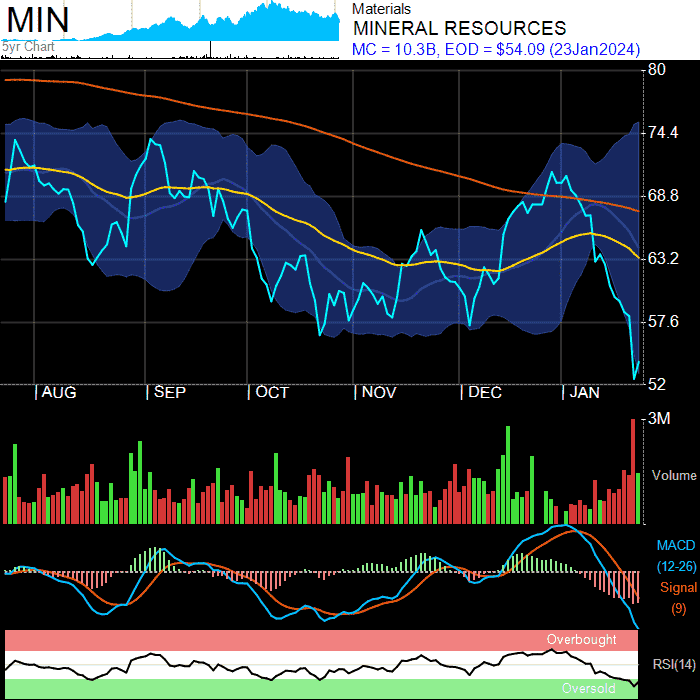 MIN
5yr Chart
Materials
MINERAL RESOURCES
MC = 10.3B, EOD = $54.09 (23Jan2024)
80
74.4
68.8
63.2
57.6
52
AUG SEP OCT NOV DEC JAN
3M
Volume
MACD
(12-26)
Signal
(9)
Overbought
RSI(14)
Oversold